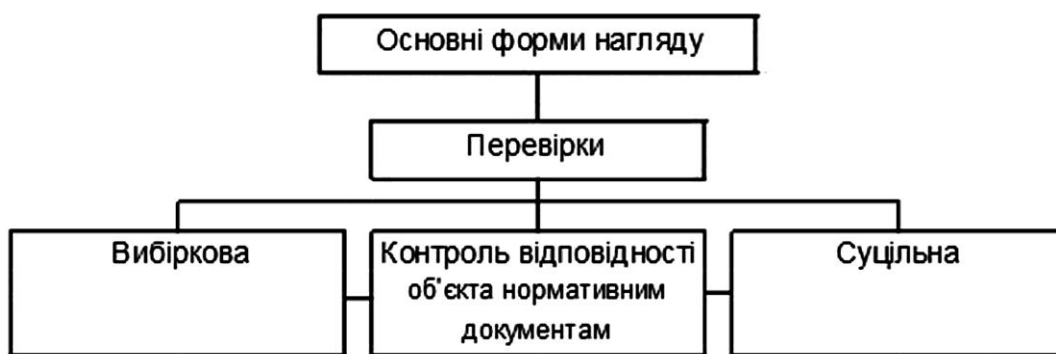 Основні форми нагляду
Перевірки
Вибіркова
Контроль відповідності
об'єкта нормативним
документам
Суцільна